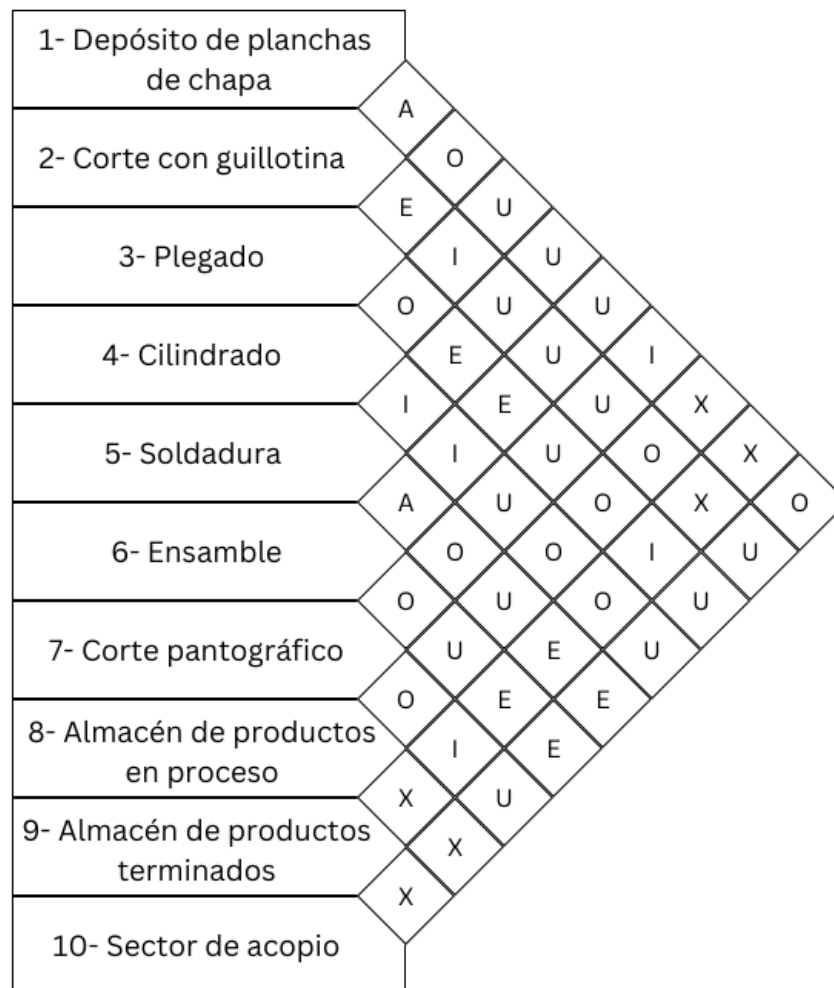 1- Depósito de planchas
de chapa
A
2- Corte con guillotina
O
E U
3- Plegado
I U
O U U
4- Cilindrado
E U I
I E U X
5- Soldadura
I U O X
A U O X O
6- Ensamble
O O I U
O U O U
7- Corte pantográfico
U E U
O E E
8- Almacén de productos
en proceso
I E
X U
9- Almacén de productos
terminados
X
X
10- Sector de acopio